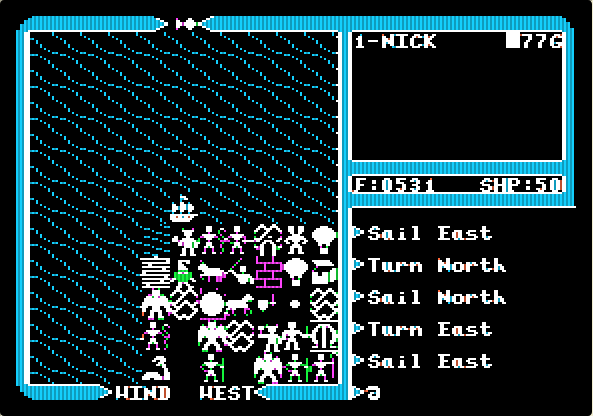 1-NICK 77G
F:0531 SHP:50
Sail East
Turn North
Sail North
Turn East
Sail East
WIND WEST